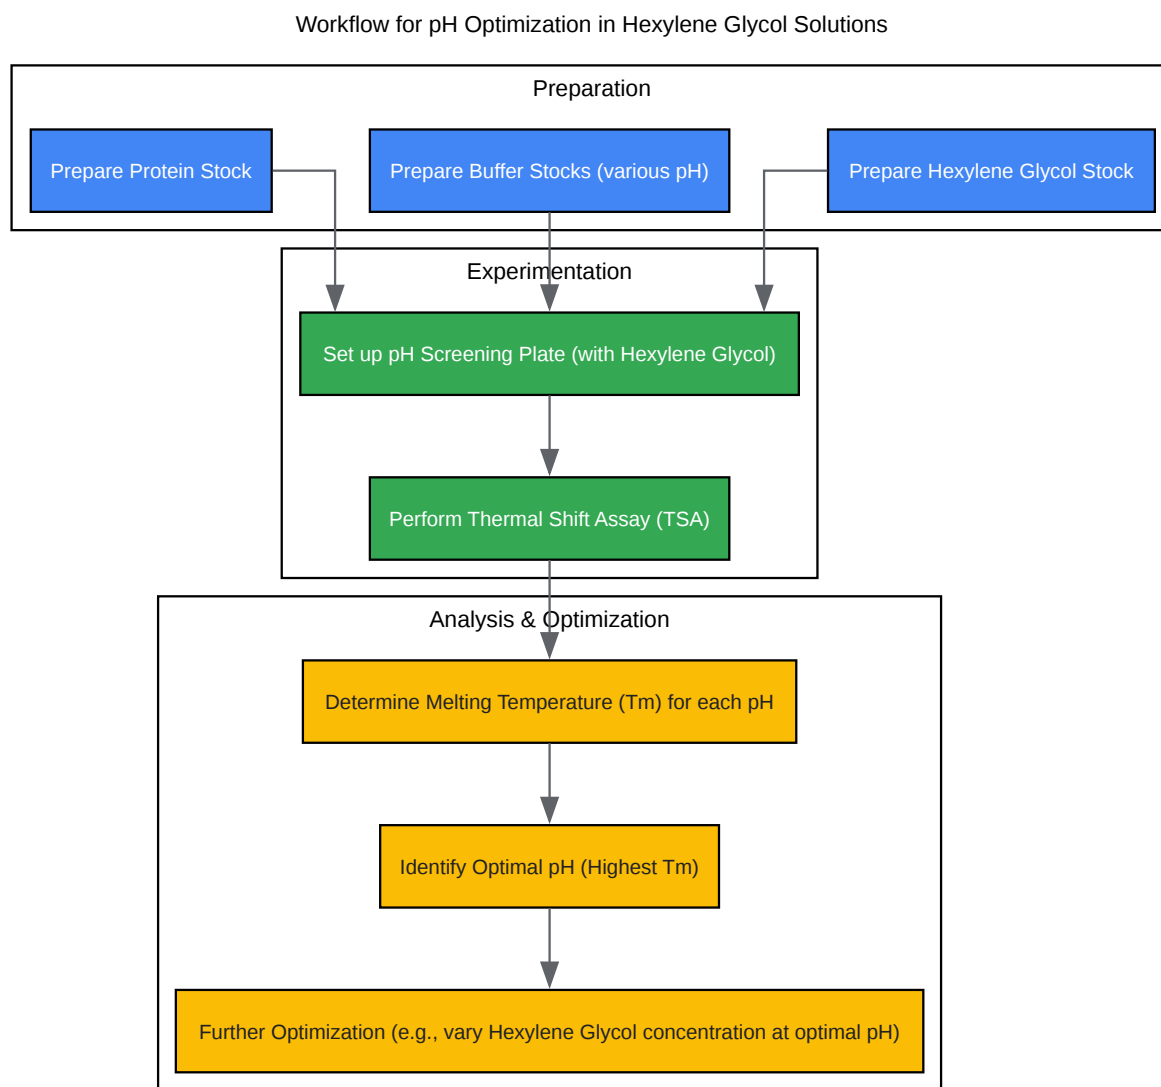 Workflow for pH Optimization in Hexylene Glycol Solutions
Preparation
Prepare Protein Stock
Prepare Buffer Stocks (various pH)
Prepare Hexylene Glycol Stock
Experimentation
Set up pH Screening Plate (with Hexylene Glycol)
Perform Thermal Shift Assay (TSA)
Analysis & Optimization
Determine Melting Temperature (Tm) for each pH
Identify Optimal pH (Highest Tm)
Further Optimization (e.g., vary Hexylene Glycol concentration at optimal pH)